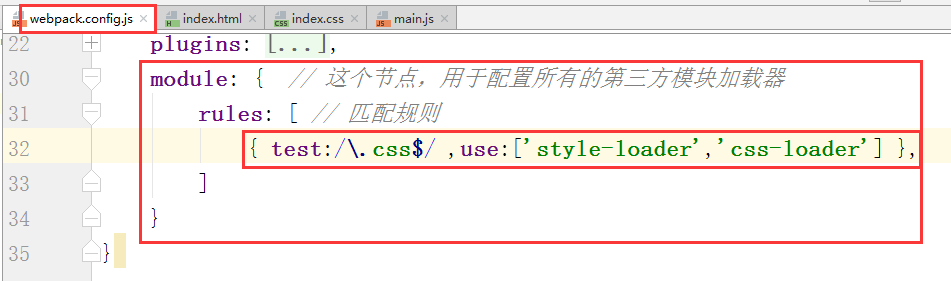 webpack.config.js index.html index.css main.js
22 plugins: [...],
30 module: { // 这个节点，用于配置所有的第三方模块加载器
31 rules: [ // 匹配规则
32 { test:/\.css$/ ,use:['style-loader','css-loader'] },
33 ]
34 }
35 }